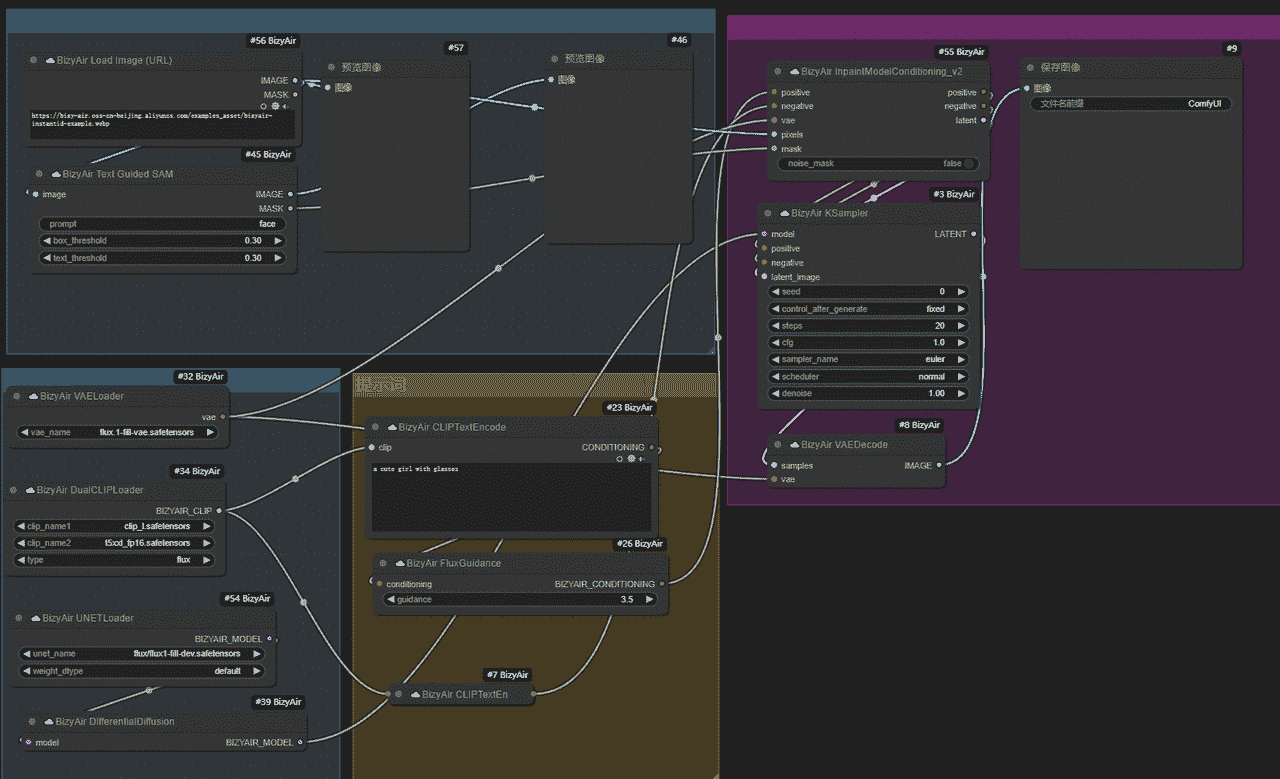 #56 BizyAir
BizyAir Load Image (URL)
IMAGE
MASK
https://bizy-air.oss-cn-beijing.aliyuncs.com/examples_asset/bizyair-
instantid-example.webp
#57
预览图像
图像
#46
预览图像
图像
#45 BizyAir
BizyAir Text Guided SAM
image
IMAGE
MASK
prompt face
box_threshold 0.30
text_threshold 0.30
#55 BizyAir
BizyAir InpaintModelConditioning_v2
positive positive
negative negative
vae latent
pixels
mask
noise_mask false
#9
保存图像
图像
文件名前缀 ComfyUI
#3 BizyAir
BizyAir KSampler
model LATENT
positive
negative
latent_image
seed 0
control_after_generate fixed
steps 20
cfg 1.0
sampler_name euler
scheduler normal
denoise 1.00
#8 BizyAir
BizyAir VAEDecode
samples IMAGE
vae
#32 BizyAir
BizyAir VAELoader
vae
vae_name flux.1-fill-vae.safetensors
#34 BizyAir
BizyAir DualCLIPLoader
BIZYAIR_CLIP
clip_name1 clip_l.safetensors
clip_name2 t5xxl_fp16.safetensors
type flux
#54 BizyAir
BizyAir UNETLoader
BIZYAIR_MODEL
unet_name flux/flux1-fill-dev.safetensors
weight_dtype default
#39 BizyAir
BizyAir DifferentialDiffusion
model BIZYAIR_MODEL
提示词
#23 BizyAir
BizyAir CLIPTextEncode
clip CONDITIONING
a cute girl with glasses
#26 BizyAir
BizyAir FluxGuidance
conditioning BIZYAIR_CONDITIONING
guidance 3.5
#7 BizyAir
BizyAir CLIPTextEn